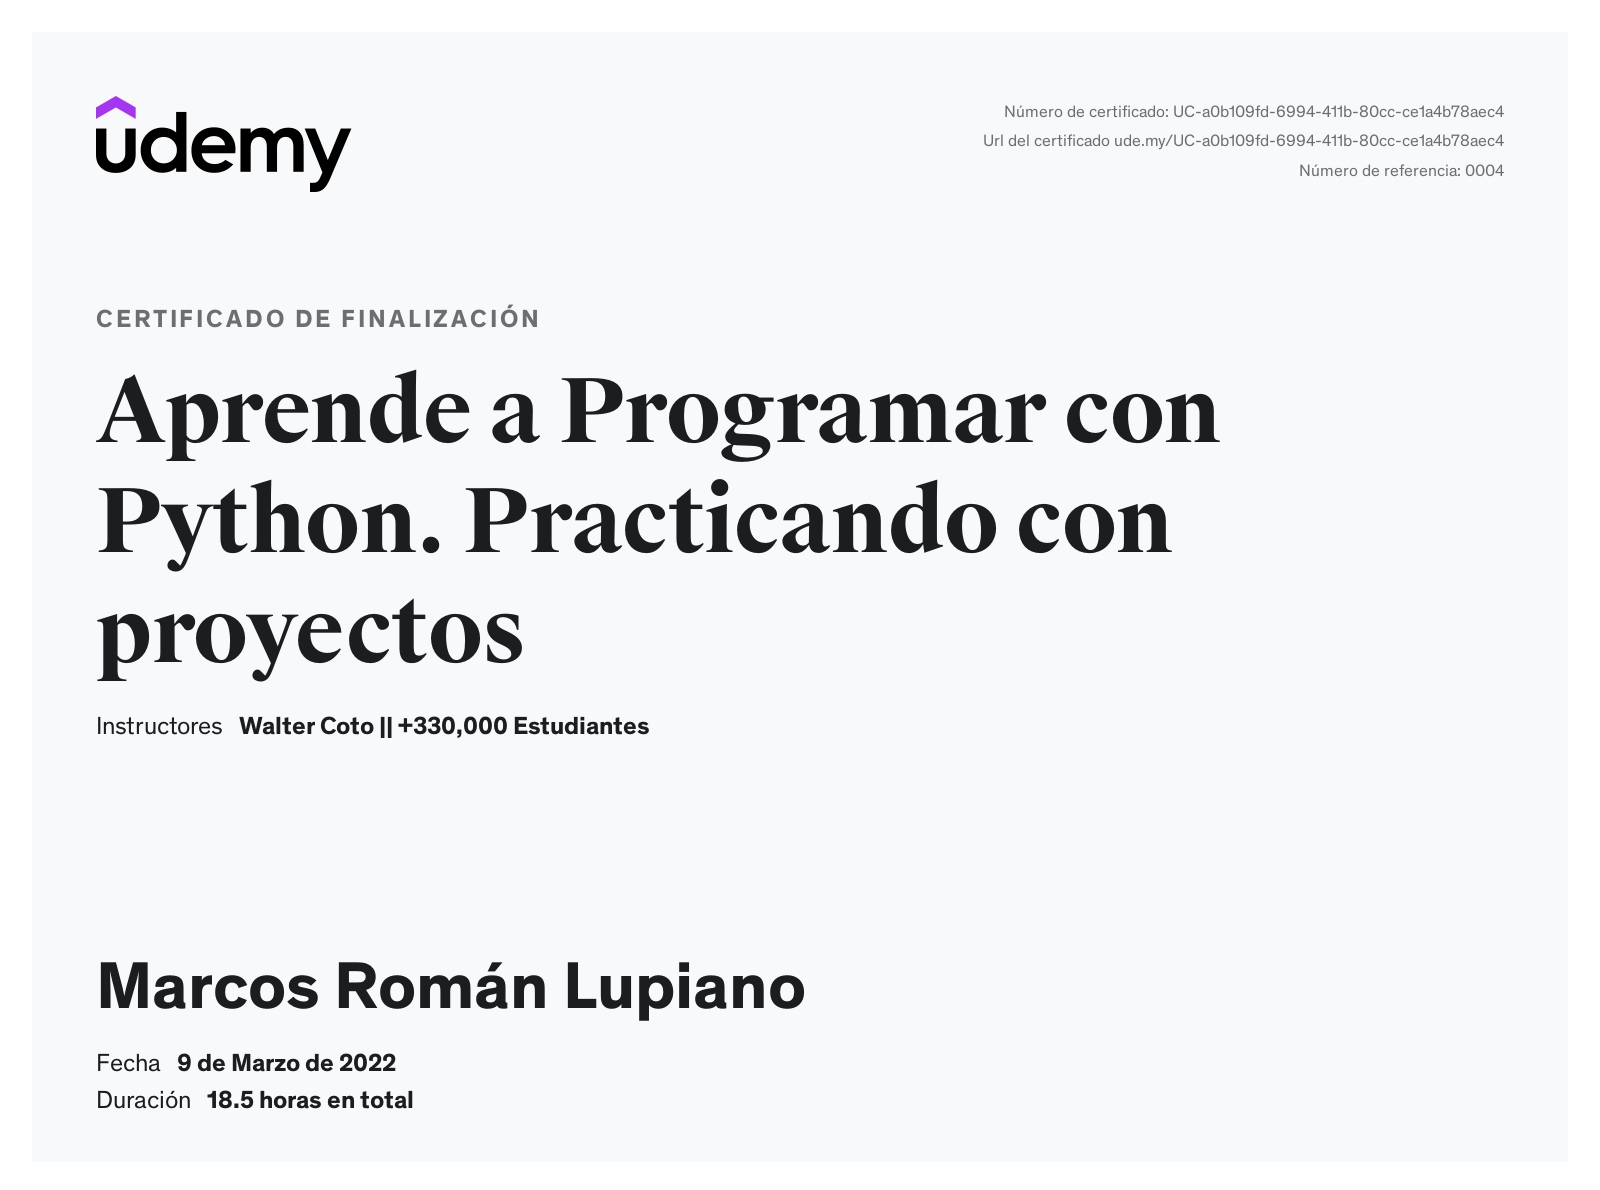 udemy
Número de certificado: UC-a0b109fd-6994-411b-80cc-ce1a4b78aec4
Url del certificado ude.my/UC-a0b109fd-6994-411b-80cc-ce1a4b78aec4
Número de referencia: 0004
CERTIFICADO DE FINALIZACIÓN
Aprende a Programar con
Python. Practicando con
proyectos
Instructores Walter Coto || +330,000 Estudiantes
Marcos Román Lupiano
Fecha 9 de Marzo de 2022
Duración 18.5 horas en total